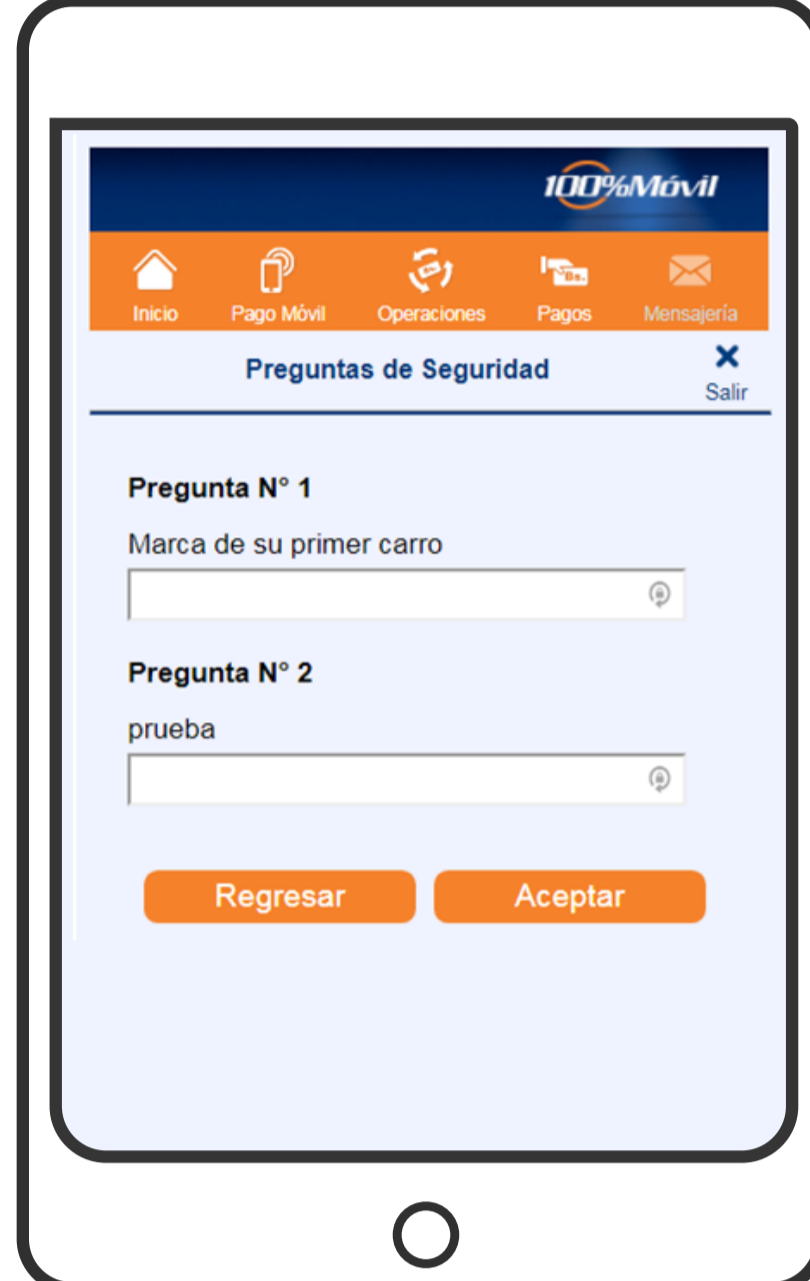 100%Móvil
Inicio Pago Móvil Operaciones Pagos Mensajería
Preguntas de Seguridad
Salir
Pregunta N° 1
Marca de su primer carro
Pregunta N° 2
prueba
Regresar Aceptar